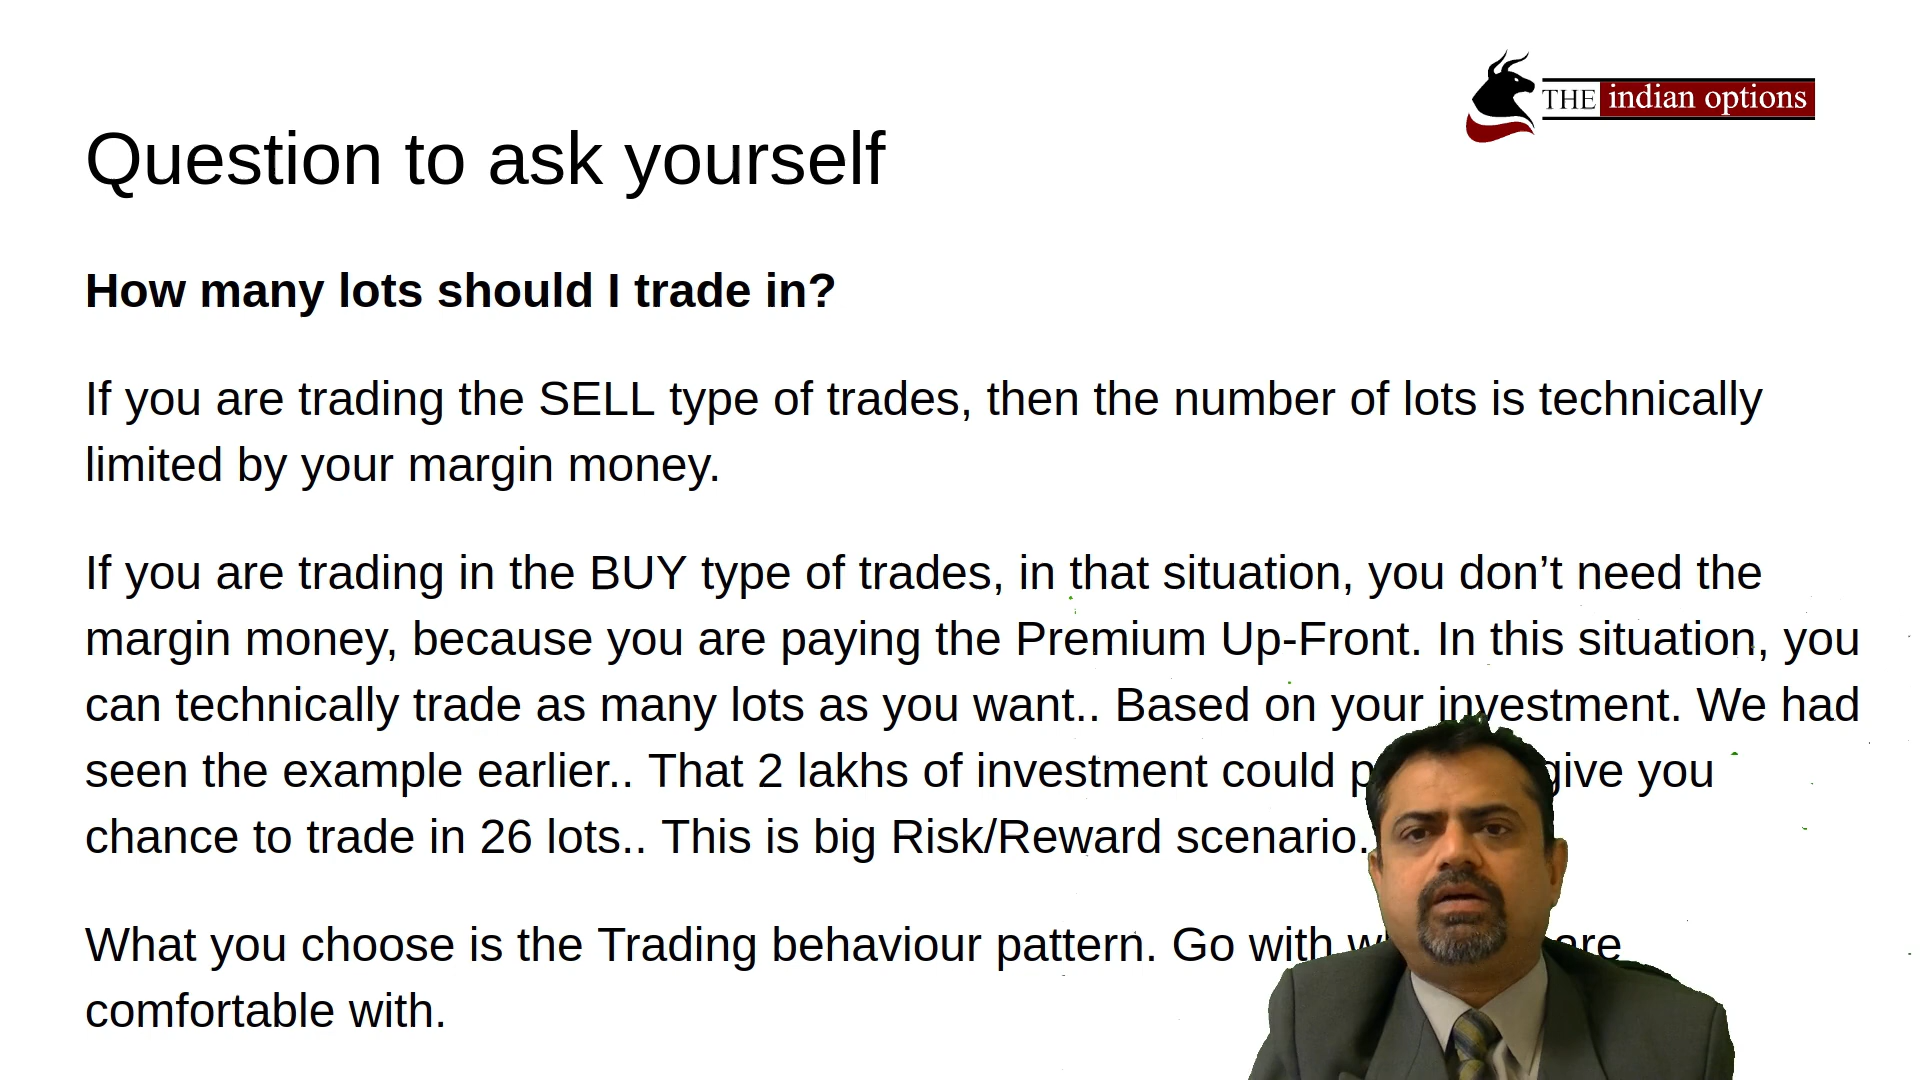 THE indian options
Question to ask yourself
How many lots should I trade in?
If you are trading the SELL type of trades, then the number of lots is technically
limited by your margin money.
If you are trading in the BUY type of trades, in that situation, you don’t need the
margin money, because you are paying the Premium Up-Front. In this situation, you
can technically trade as many lots as you want.. Based on your investment. We had
seen the example earlier.. That 2 lakhs of investment could give you
chance to trade in 26 lots.. This is big Risk/Reward scenario.
What you choose is the Trading behaviour pattern. Go with are
comfortable with.